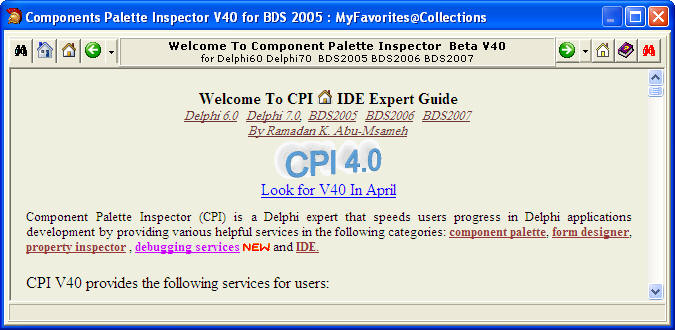 Components Palette Inspector V40 for BDS 2005 : MyFavorites@Collections
Welcome To Component Palette Inspector Beta V40
for Delphi60 Delphi70 BDS2005 BDS2006 BDS2007
Welcome To CPI IDE Expert Guide
Delphi 6.0 Delphi 7.0, BDS2005 BDS2006 BDS2007
By Ramadan K. Abu-Msameh
CPI 4.0
Look for V40 In April
Component Palette Inspector (CPI) is a Delphi expert that speeds users progress in Delphi applications
development by providing various helpful services in the following categories: component palette, form designer,
property inspector , debugging services NEW and IDE.
CPI V40 provides the following services for users: